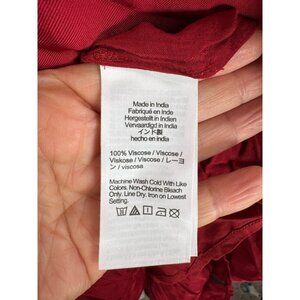 Made in India
Fabriqué en Inde
Hergestellt in Indien
Vervaardigd in India
インド製
hecho en India
100% Viscose / Viscose /
Viskose / Viscose / レーヨ
ン / viscosa
Machine Wash Cold With Like
Colors. Non-Chlorine Bleach
Only. Line Dry. Iron on Lowest
Setting.